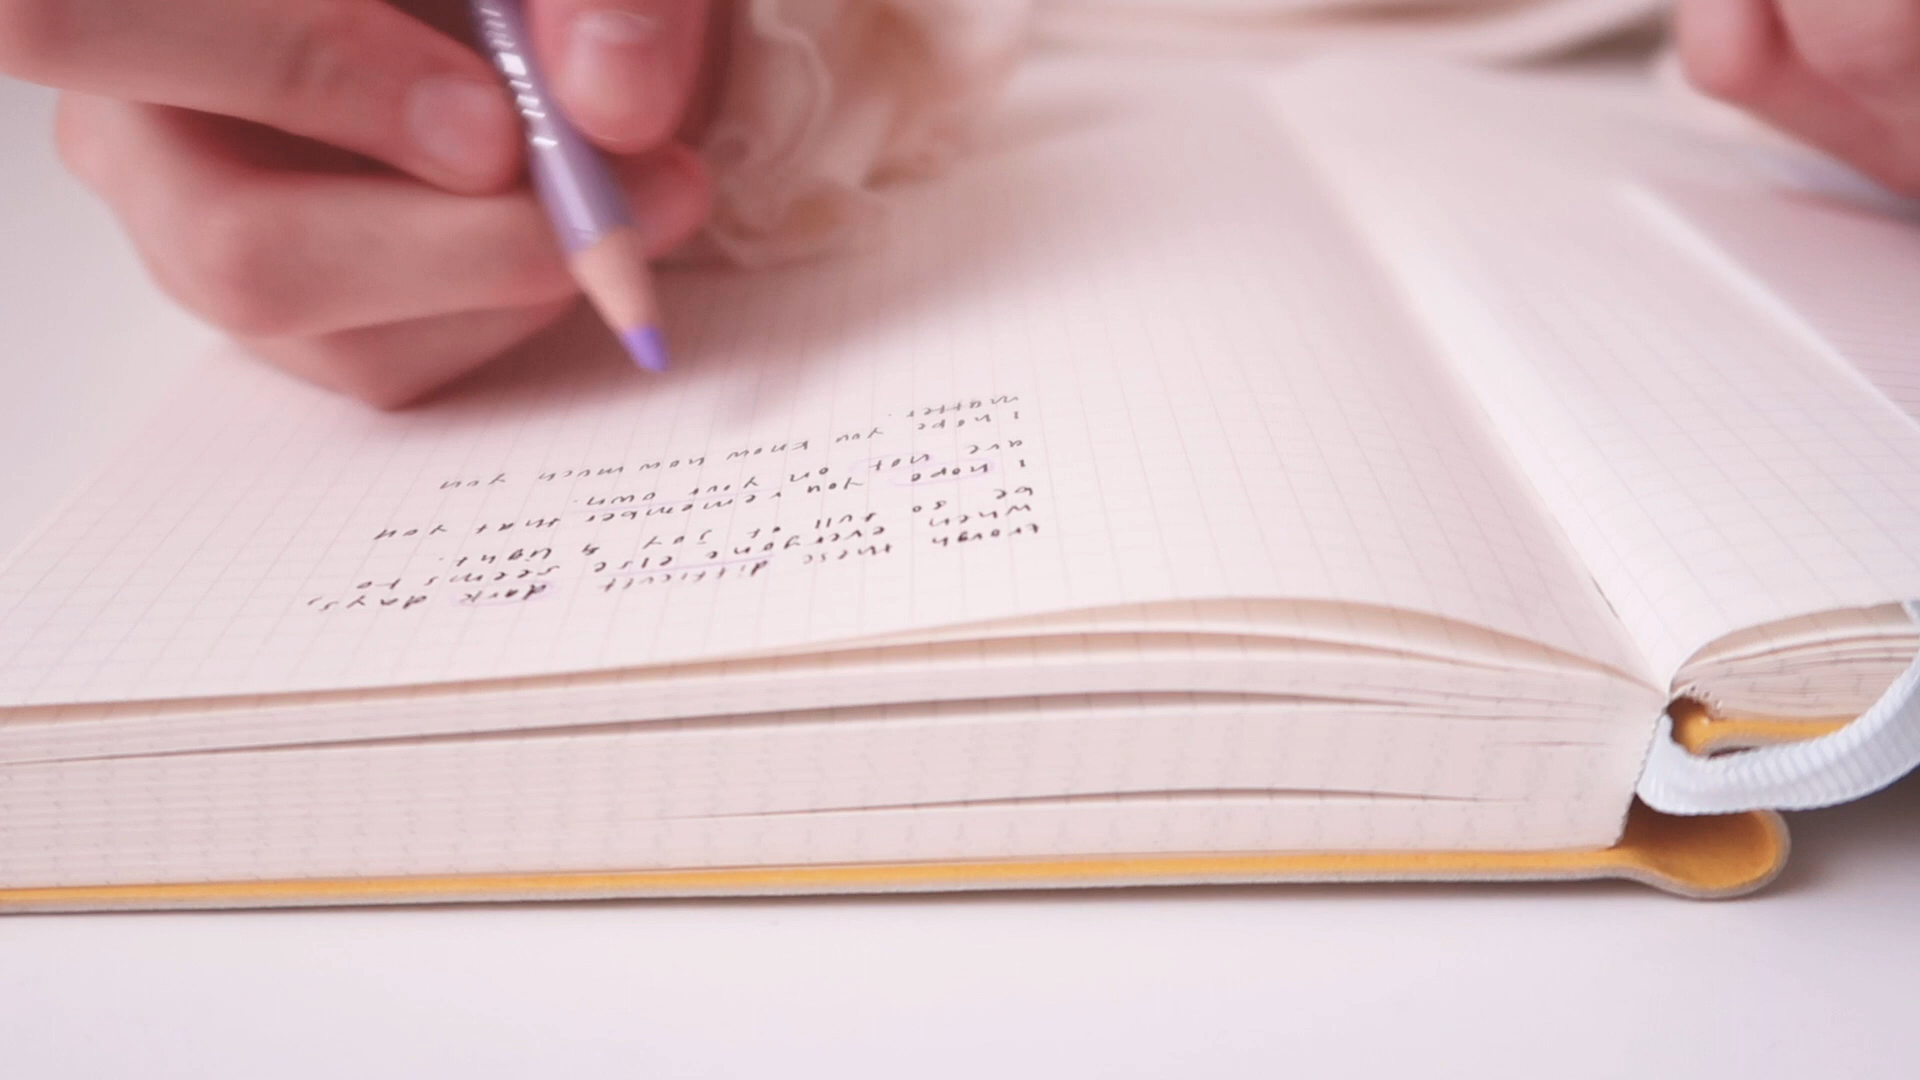 trough these difficult dark days,
when everyone else seems to
be so full of joy & light.
I hope you remember that you
are not on your own.
I hope you know how much you
matter.